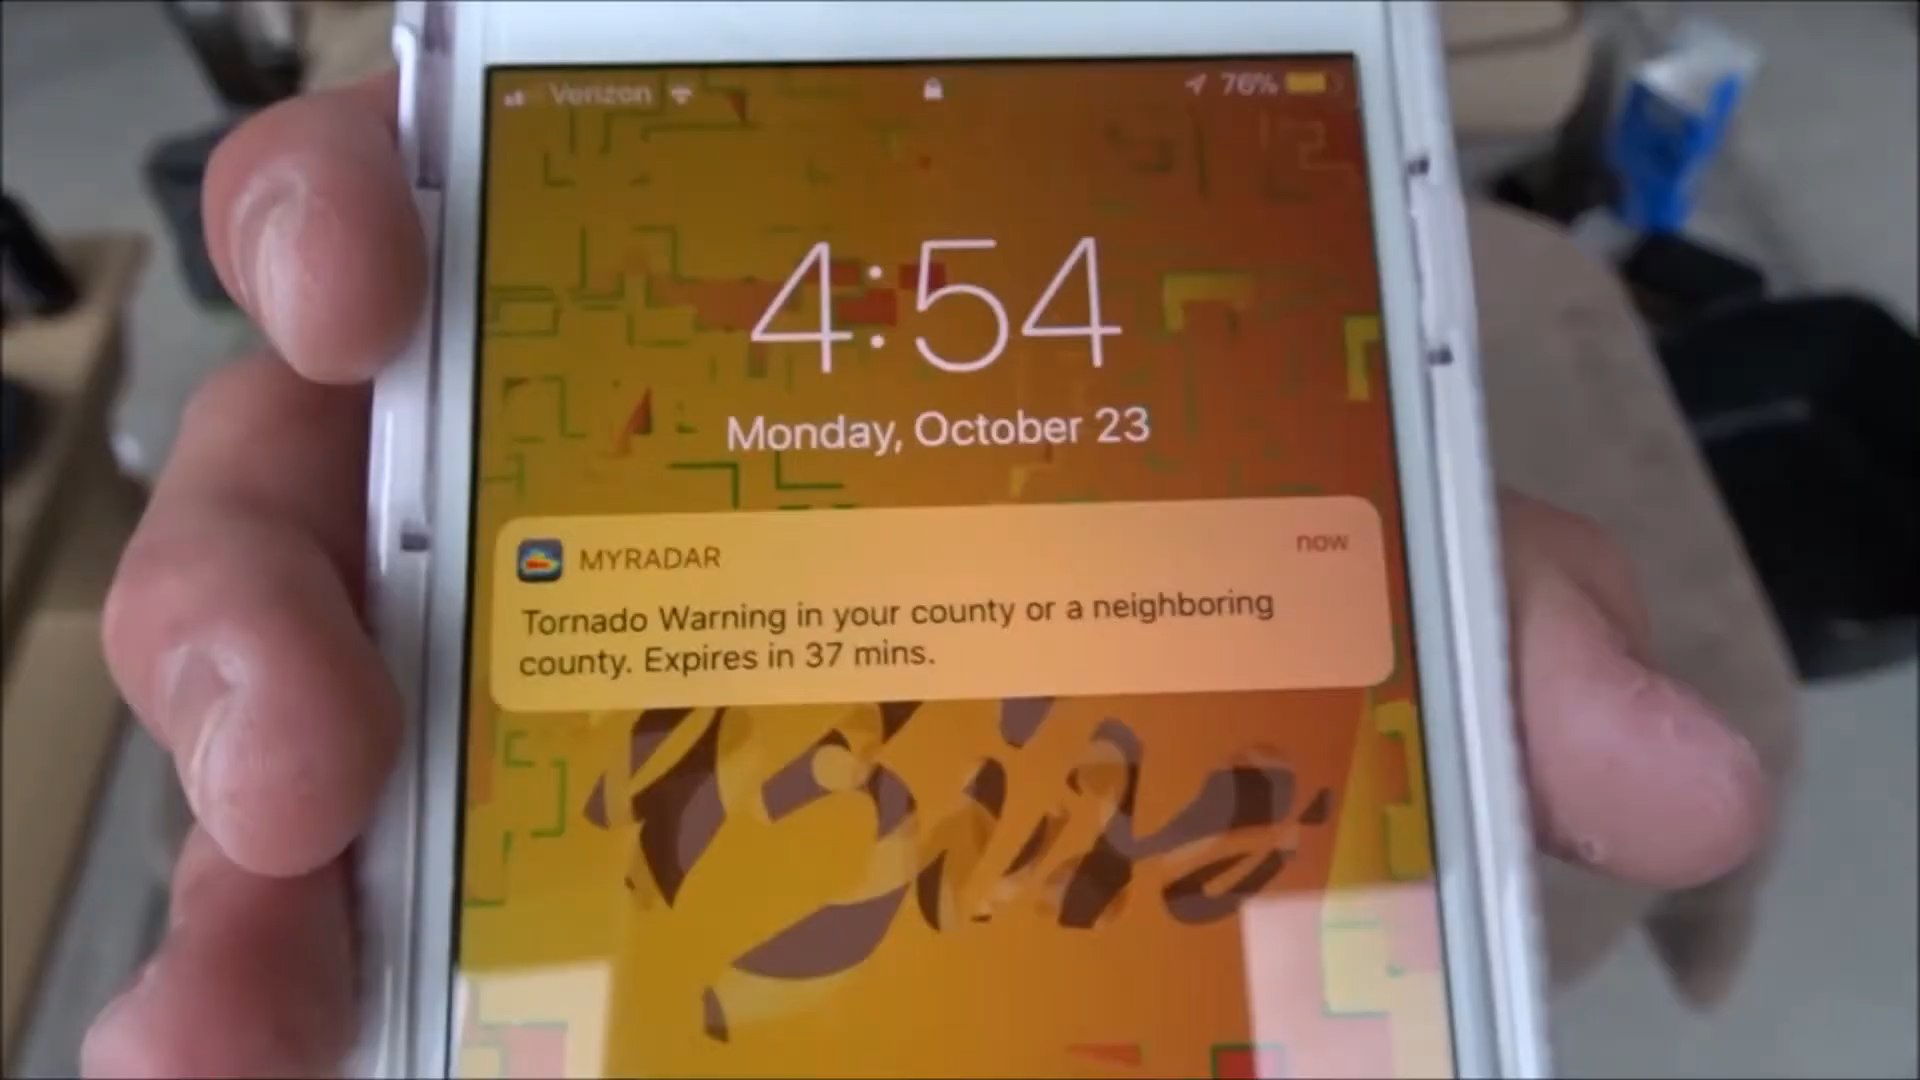 Verizon 76%
4:54
Monday, October 23
MYRADAR now
Tornado Warning in your county or a neighboring
county. Expires in 37 mins.